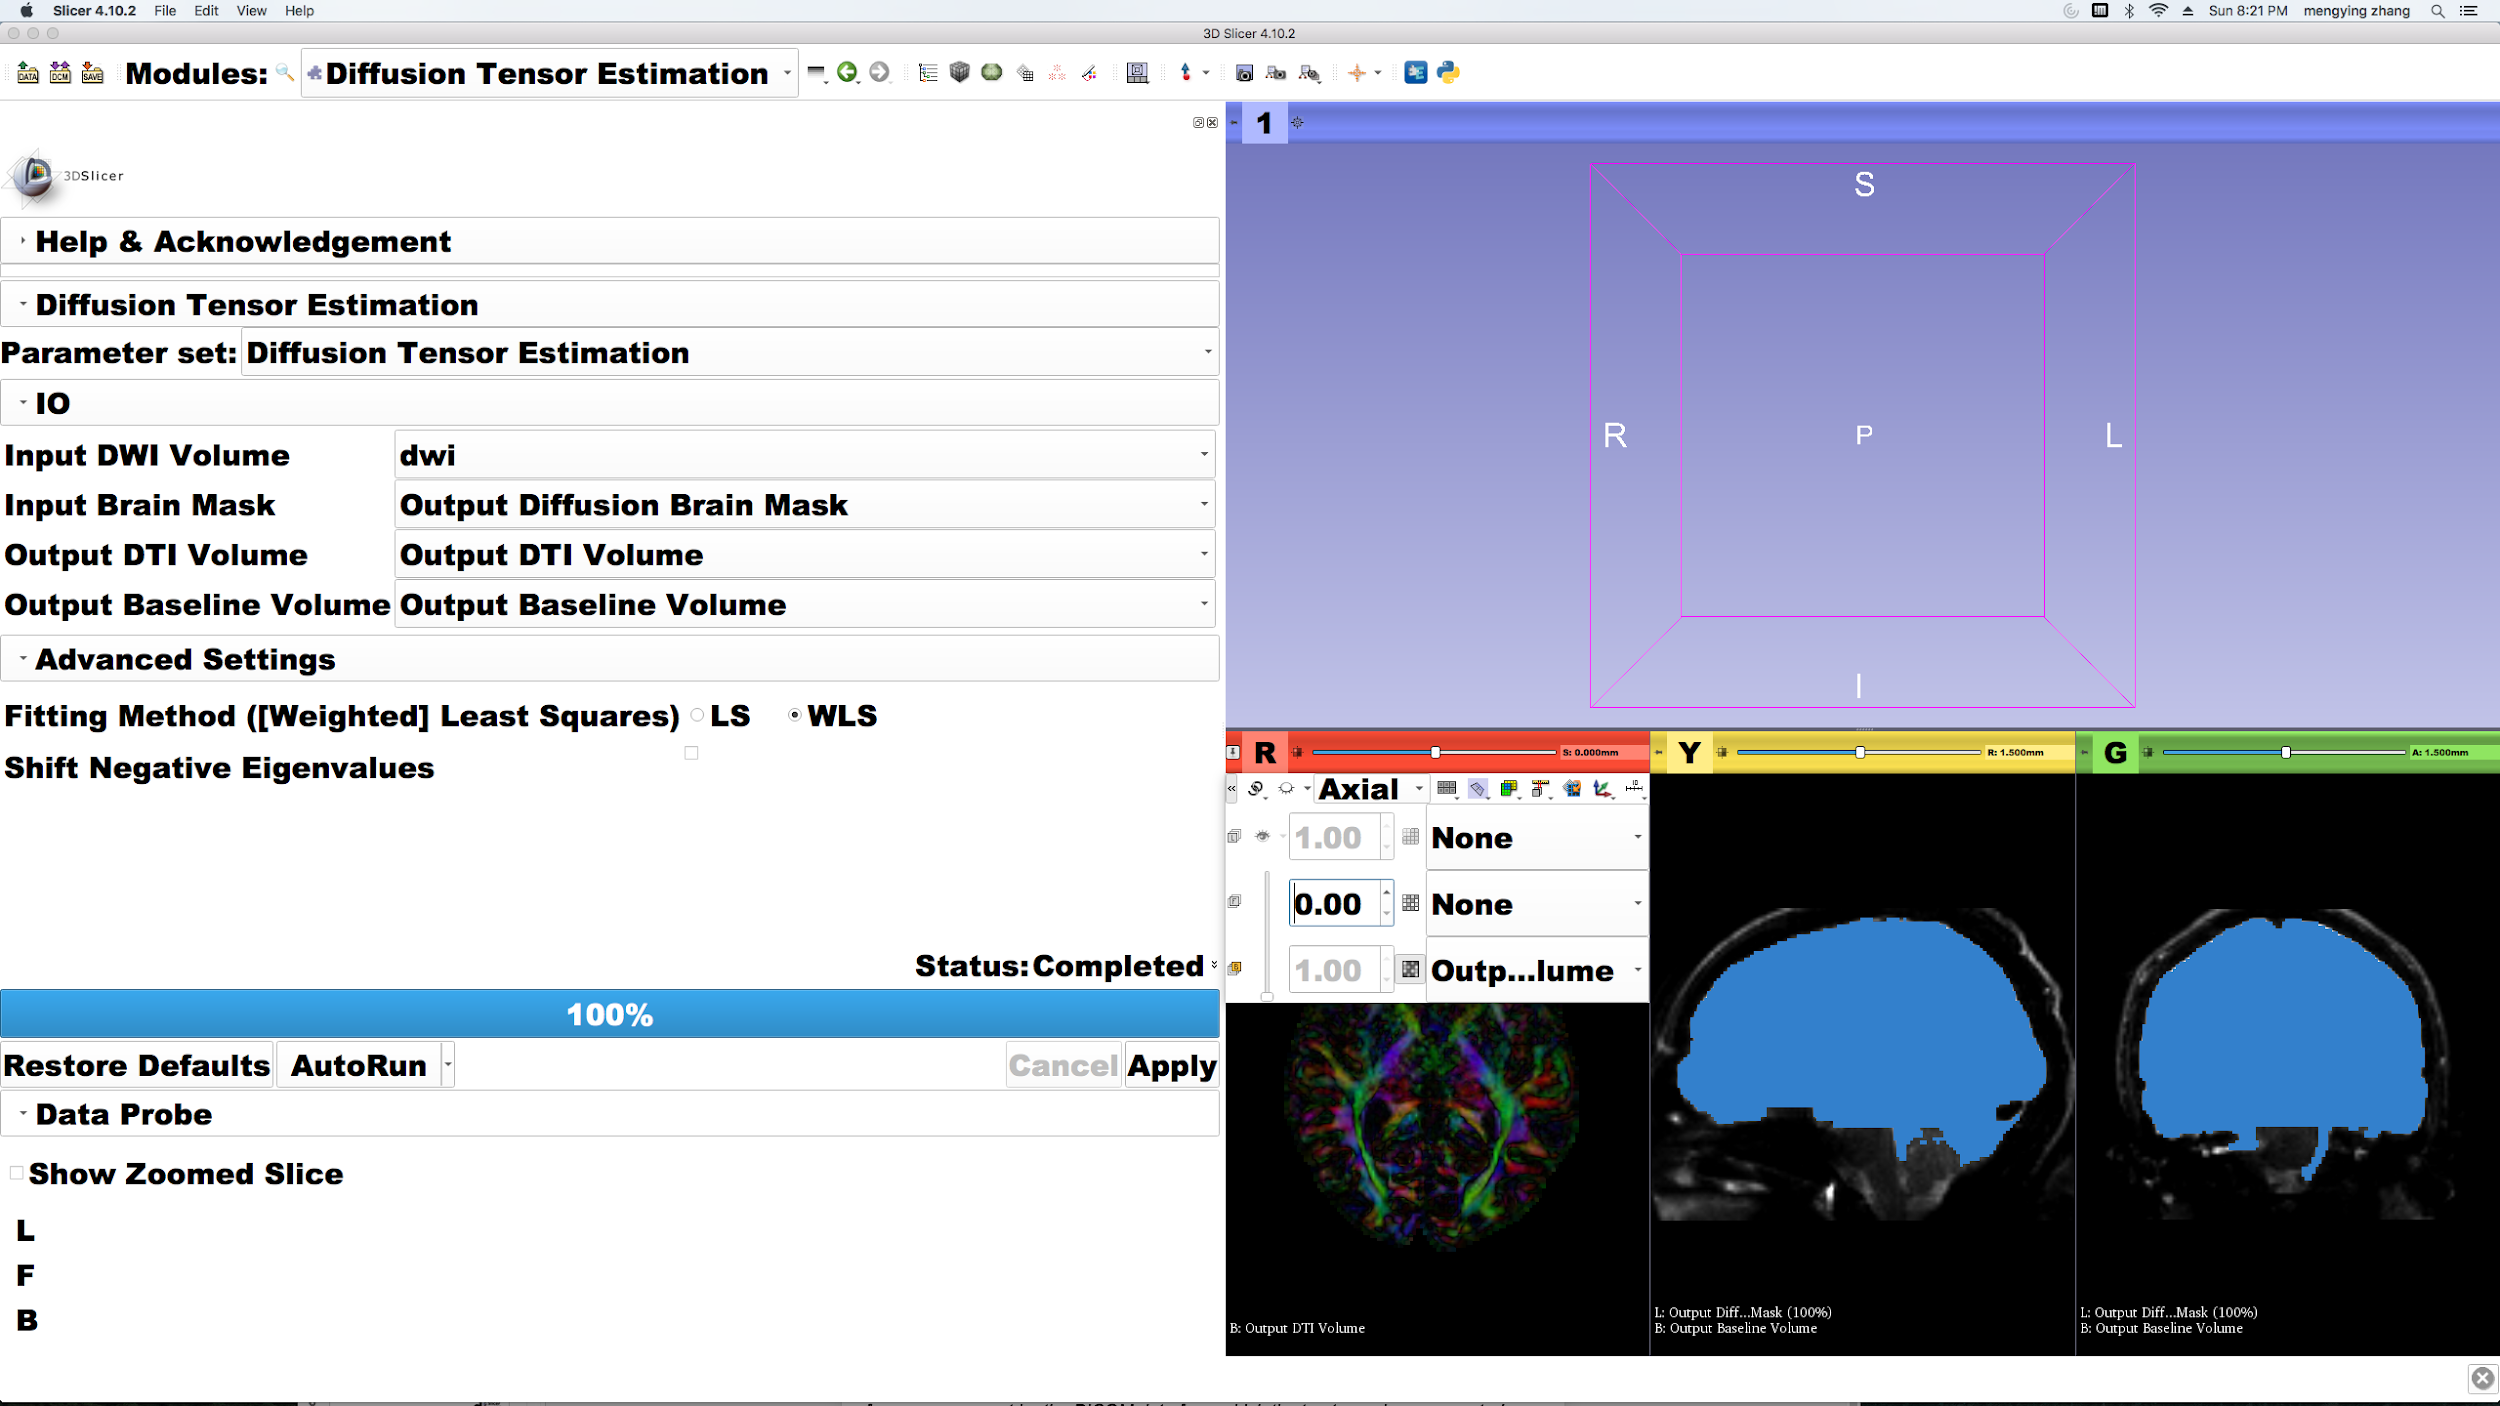 Slicer 4.10.2 File Edit View Help Sun 8:21 PM mengying zhang
3D Slicer 4.10.2
DATA DCM SAVE Modules: Diffusion Tensor Estimation
3DSlicer
Help & Acknowledgement
Diffusion Tensor Estimation
Parameter set: Diffusion Tensor Estimation
IO
Input DWI Volume dwi
Input Brain Mask Output Diffusion Brain Mask
Output DTI Volume Output DTI Volume
Output Baseline Volume Output Baseline Volume
Advanced Settings
Fitting Method ([Weighted] Least Squares) LS WLS
Shift Negative Eigenvalues
Status: Completed
100%
Restore Defaults AutoRun Cancel Apply
Data Probe
Show Zoomed Slice
L
F
B
1
S
R P L
I
R S: 0.000mm
Axial
1.00 None
0.00 None
1.00 Outp...lume
B: Output DTI Volume
Y R: 1.500mm
L: Output Diff...Mask (100%)
B: Output Baseline Volume
G A: 1.500mm
L: Output Diff...Mask (100%)
B: Output Baseline Volume